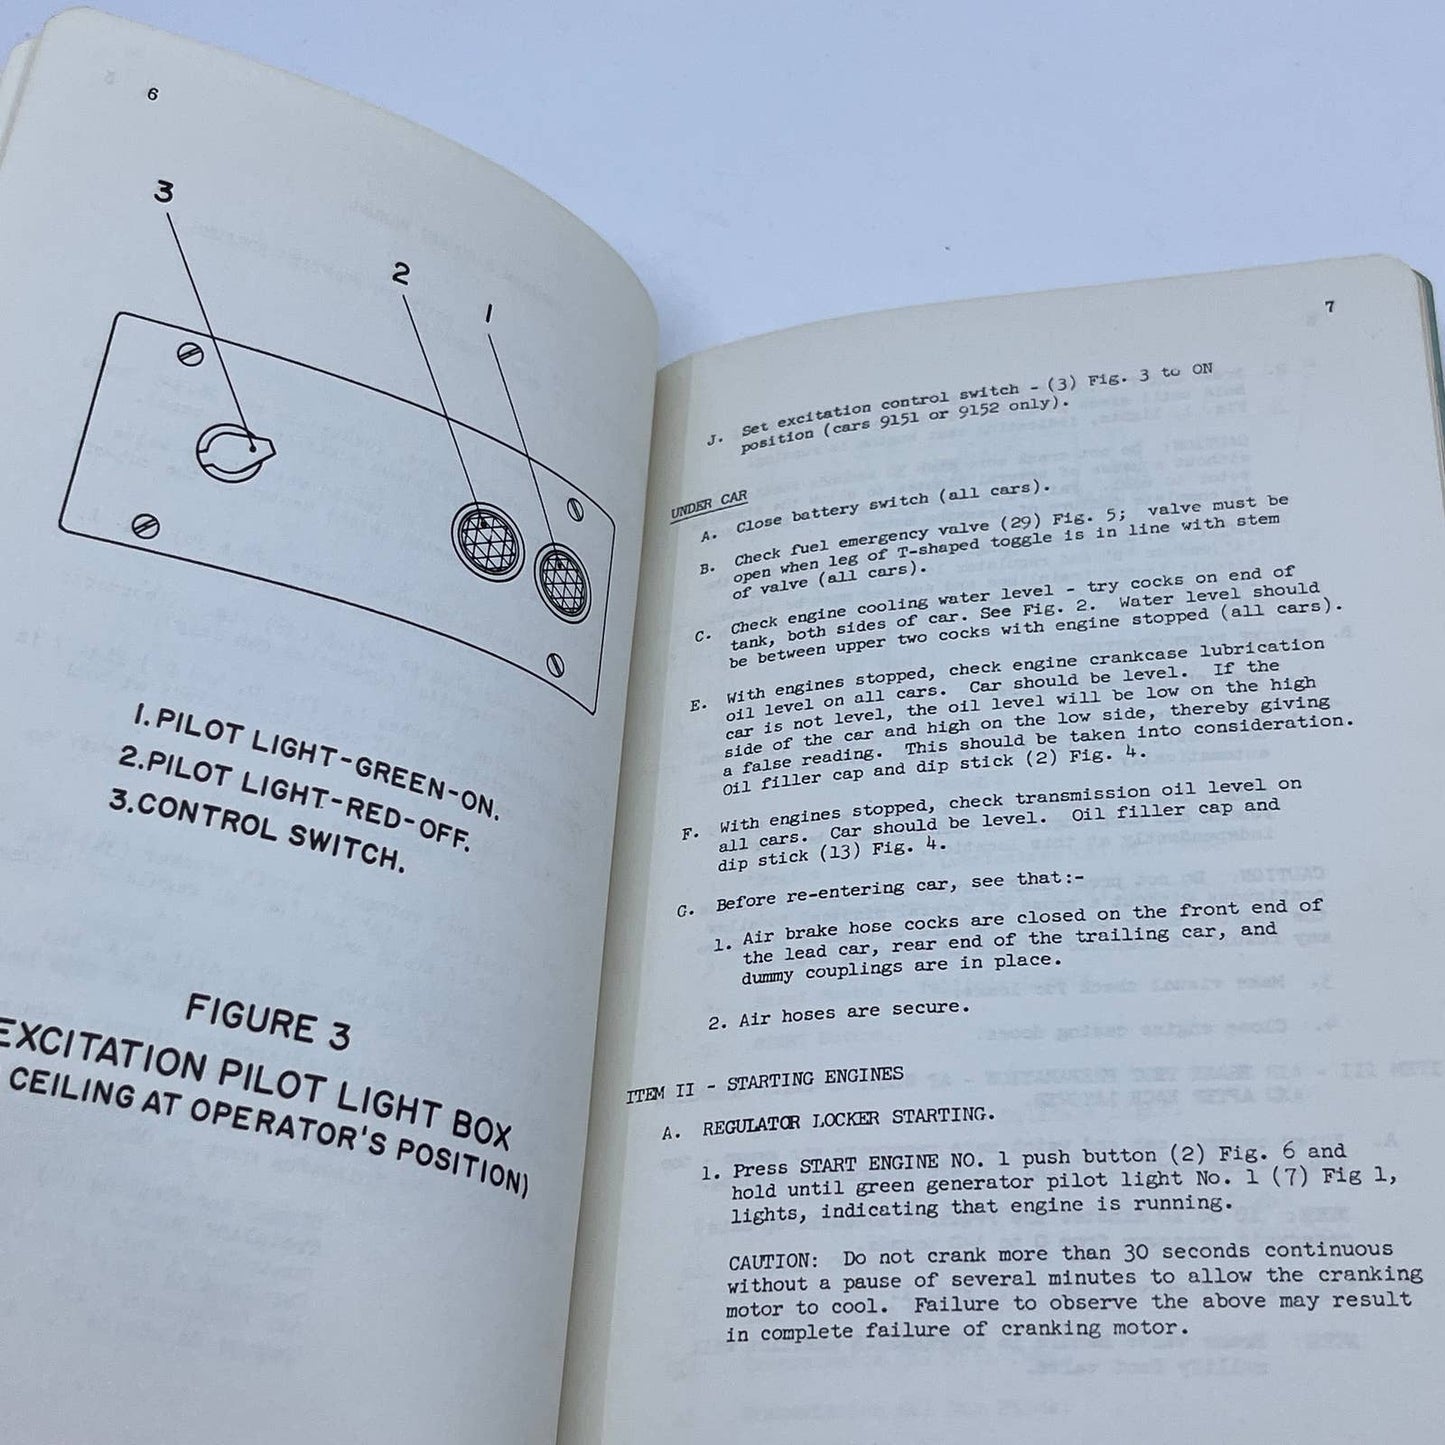 6
3
2
1
1.PILOT LIGHT-GREEN-ON.
2.PILOT LIGHT-RED-OFF.
3.CONTROL SWITCH.
FIGURE 3
EXCITATION PILOT LIGHT BOX
CEILING AT OPERATOR'S POSITION)
7
J. Set excitation control switch - (3) Fig. 3 to ON
position (cars 9151 or 9152 only).
UNDER CAR
A. Close battery switch (all cars).
B. Check fuel emergency valve (29) Fig. 5; valve must be
open when leg of T-shaped toggle is in line with stem
of valve (all cars).
C. Check engine cooling water level - try cocks on end of
tank, both sides of car. See Fig. 2. Water level should
be between upper two cocks with engine stopped (all cars).
E. With engines stopped, check engine crankcase lubrication
oil level on all cars. Car should be level. If the
car is not level, the oil level will be low on the high
side of the car and high on the low side, thereby giving
a false reading. This should be taken into consideration.
Oil filler cap and dip stick (2) Fig. 4.
F. With engines stopped, check transmission oil level on
all cars. Car should be level. Oil filler cap and
dip stick (13) Fig. 4.
G. Before re-entering car, see that:-
1. Air brake hose cocks are closed on the front end of
the lead car, rear end of the trailing car, and
dummy couplings are in place.
2. Air hoses are secure.
ITEM II - STARTING ENGINES
A. REGULATOR LOCKER STARTING.
1. Press START ENGINE NO. 1 push button (2) Fig. 6 and
hold until green generator pilot light No. 1 (7) Fig 1,
lights, indicating that engine is running.
CAUTION: Do not crank more than 30 seconds continuous
without a pause of several minutes to allow the cranking
motor to cool. Failure to observe the above may result
in complete failure of cranking motor.